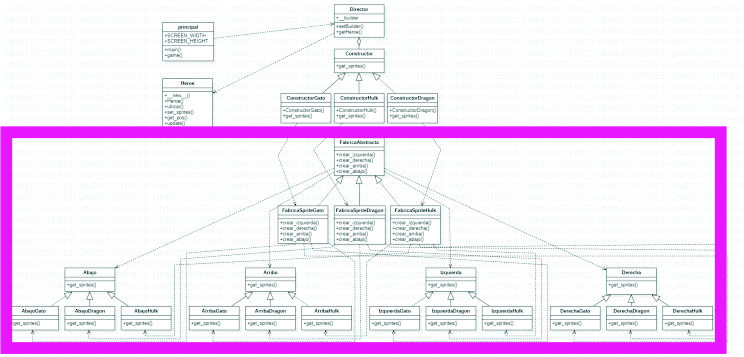 Director
+__builder
+setBuilder()
+getHeroe()
principal
+SCREEN_WIDTH
+SCREEN_HEIGHT
+main()
+game()
Constructor
+get_sprites()
Heroe
+__new__()
+Heroe()
+ubicar()
+set_sprites()
+get_pos()
+update()
ConstructorGato
+ConstructorGato()
+get_sprites()
ConstructorHulk
+ConstructorHulk()
+get_sprites()
ConstructorDragon
+ConstructorDragon()
+get_sprites()
FabricaAbstracta
+crear_izquierda()
+crear_derecha()
+crear_arriba()
+crear_abajo()
FabricaSpriteGato
+crear_izquierda()
+crear_derecha()
+crear_arriba()
+crear_abajo()
FabricaSpriteDragon
+crear_izquierda()
+crear_derecha()
+crear_arriba()
+crear_abajo()
FabricaSpriteHulk
+crear_izquierda()
+crear_derecha()
+crear_arriba()
+crear_abajo()
Abajo
+get_sprites()
Arriba
+get_sprites()
Izquierda
+get_sprites()
Derecha
+get_sprites()
AbajoGato
+get_sprites()
AbajoDragon
+get_sprites()
AbajoHulk
+get_sprites()
ArribaGato
+get_sprites()
ArribaDragon
+get_sprites()
ArribaHulk
+get_sprites()
IzquierdaGato
+get_sprites()
IzquierdaDragon
+get_sprites()
IzquierdaHulk
+get_sprites()
DerechaGato
+get_sprites()
DerechaDragon
+get_sprites()
DerechaHulk
+get_sprites()